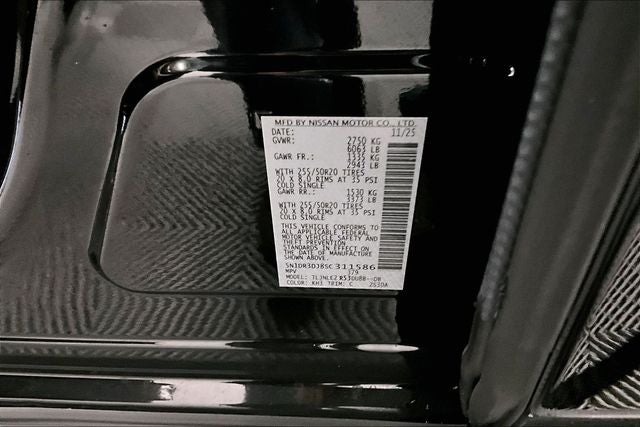 MFD BY NISSAN MOTOR CO., LTD.
DATE: 11/25
GVWR: 2750 KG
6063 LB
GAWR FR.: 1335 KG
2943 LB
WITH 255/50R20 TIRES
20 X 8.0 RIMS AT 35 PSI
COLD SINGLE
GAWR RR.: 1530 KG
3373 LB
WITH 255/50R20 TIRES
20 X 8.0 RIMS AT 35 PSI
COLD SINGLE
THIS VEHICLE CONFORMS TO
ALL APPLICABLE FEDERAL
MOTOR VEHICLE SAFETY AND
THEFT PREVENTION
STANDARDS IN EFFECT ON
THE DATE OF MANUFACTURE
SHOWN ABOVE.
5N1DR3DJ8SC311586
MPV 179
MODEL:
COLOR: KH3 TRIM: C 2630A